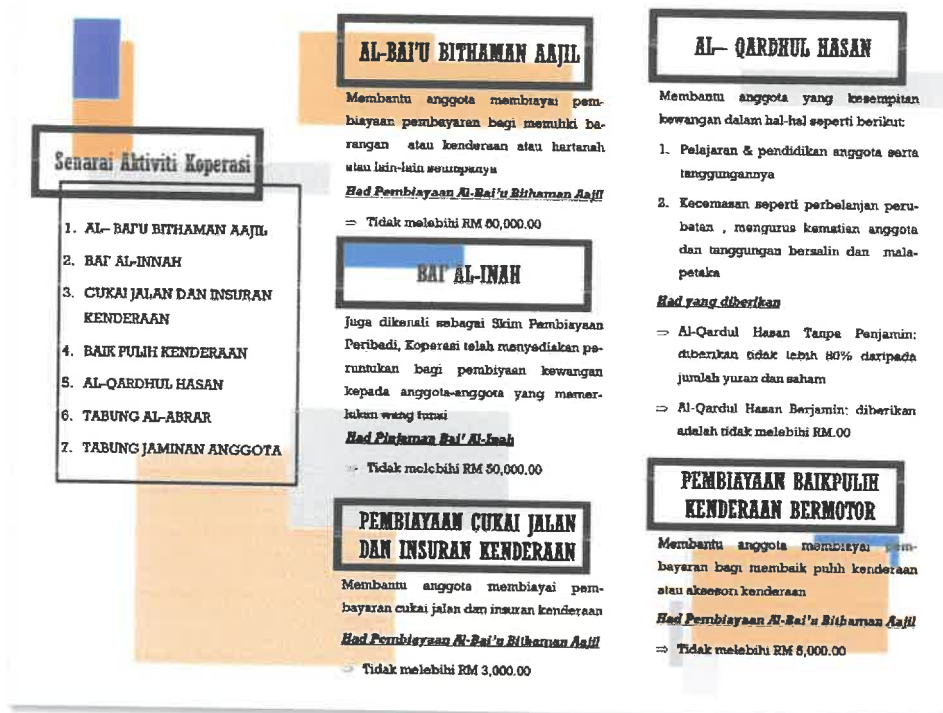 Senarai Aktiviti Koperasi
1. AL– BAI'U BITHAMAN AAJIL
2. BAI' AL-INNAH
3. CUKAI JALAN DAN INSURAN
KENDERAAN
4. BAIK PULIH KENDERAAN
5. AL-QARDHUL HASAN
6. TABUNG AL-ABRAR
7. TABUNG JAMINAN ANGGOTA
AL-BAI'U BITHAMAN AAJIL
Membantu anggota membiayai pem-
biayaan pembayaran bagi memiliki ba-
rangan atau kenderaan atau hartanah
atau lain-lain seumpanya
Had Pembiayaan Al-Bai'u Bithaman Aajil
⇒ Tidak melebihi RM 50,000.00
BAI' AL-INAH
Juga dikenali sebagai Skim Pembiayaan
Peribadi, Koperasi telah menyediakan pe-
runtukan bagi pembiyaan kewangan
kepada anggota-anggota yang memer-
lukan wang tunai
Had Pinjaman Bai' Al-Inah
⇒ Tidak melebihi RM 50,000.00
PEMBIAYAAN CUKAI JALAN
DAN INSURAN KENDERAAN
Membantu anggota membiayai pem-
bayaran cukai jalan dan insuran kenderaan
Had Pembiayaan Al-Bai'u Bithaman Aajil
⇒ Tidak melebihi RM 3,000.00
AL– QARDHUL HASAN
Membantu anggota yang kesempitan
kewangan dalam hal-hal seperti berikut:
1. Pelajaran & pendidikan anggota serta
tanggungannya
2. Kecemasan seperti perbelanjan peru-
batan , mengurus kematian anggota
dan tanggungan bersalin dan mala-
petaka
Had yang diberikan
⇒ Al-Qardul Hasan Tanpa Penjamin:
diberikan tidak lebih 80% daripada
jumlah yuran dan saham
⇒ Al-Qardul Hasan Berjamin: diberikan
adalah tidak melebihi RM.00
PEMBIAYAAN BAIKPULIH
KENDERAAN BERMOTOR
Membantu anggota membiayai pem-
bayaran bagi membaik pulih kenderaan
atau aksesori kenderaan
Had Pembiayaan Al-Bai'u Bithaman Aajil
⇒ Tidak melebihi RM 5,000.00